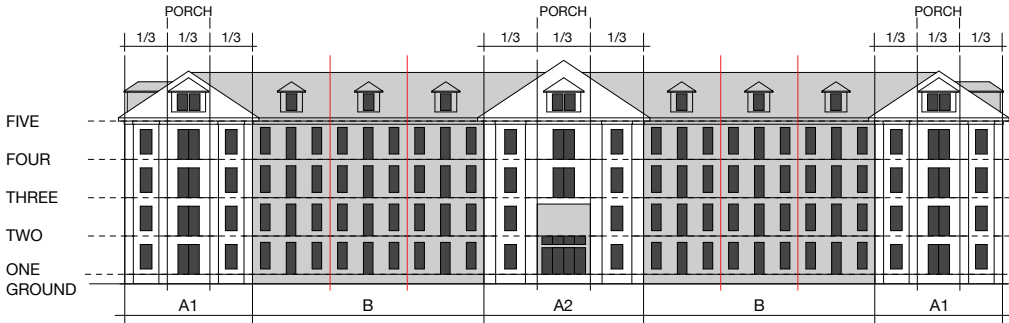 PORCH PORCH PORCH
1/3 1/3 1/3 1/3 1/3 1/3 1/3 1/3 1/3
FIVE
FOUR
THREE
TWO
ONE
GROUND
A1 B A2 B A1